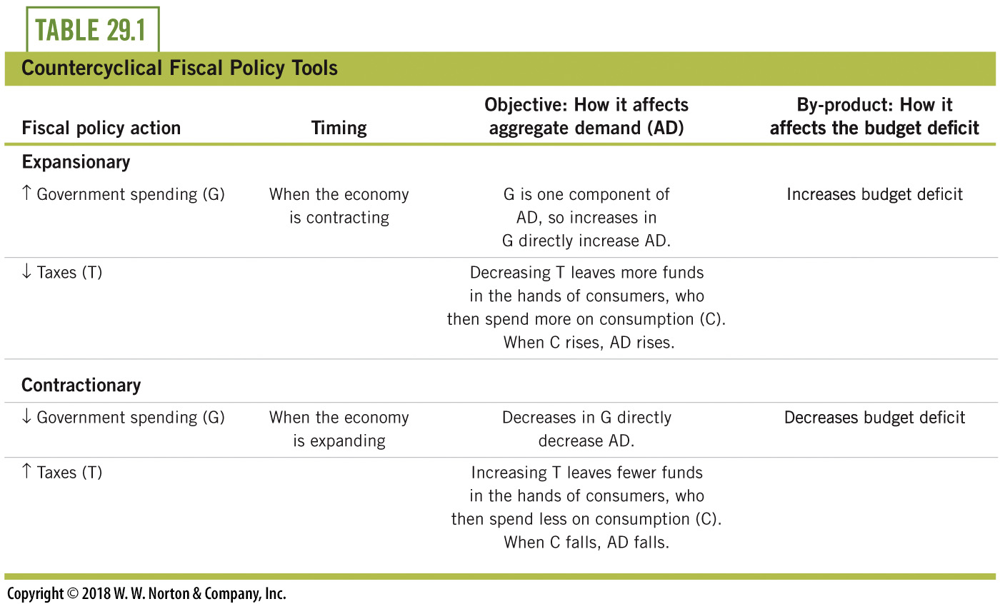 TABLE 29.1
Countercyclical Fiscal Policy Tools
Fiscal policy action
Timing
Objective: How it affects
aggregate demand (AD)
By-product: How it
affects the budget deficit
Expansionary
↑ Government spending (G)
When the economy
is contracting
G is one component of
AD, so increases in
G directly increase AD.
Increases budget deficit
↓ Taxes (T)
Decreasing T leaves more funds
in the hands of consumers, who
then spend more on consumption (C).
When C rises, AD rises.
Contractionary
↓ Government spending (G)
When the economy
is expanding
Decreases in G directly
decrease AD.
Decreases budget deficit
↑ Taxes (T)
Increasing T leaves fewer funds
in the hands of consumers, who
then spend less on consumption (C).
When C falls, AD falls.
Copyright © 2018 W. W. Norton & Company, Inc.